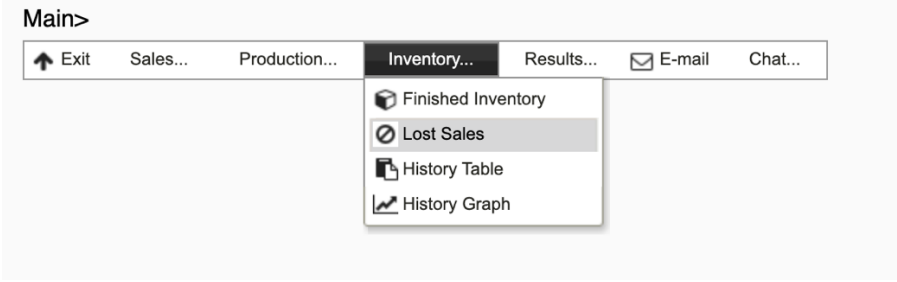 Main>
Exit Sales... Production... Inventory... Results... E-mail Chat...
Finished Inventory
Lost Sales
History Table
History Graph